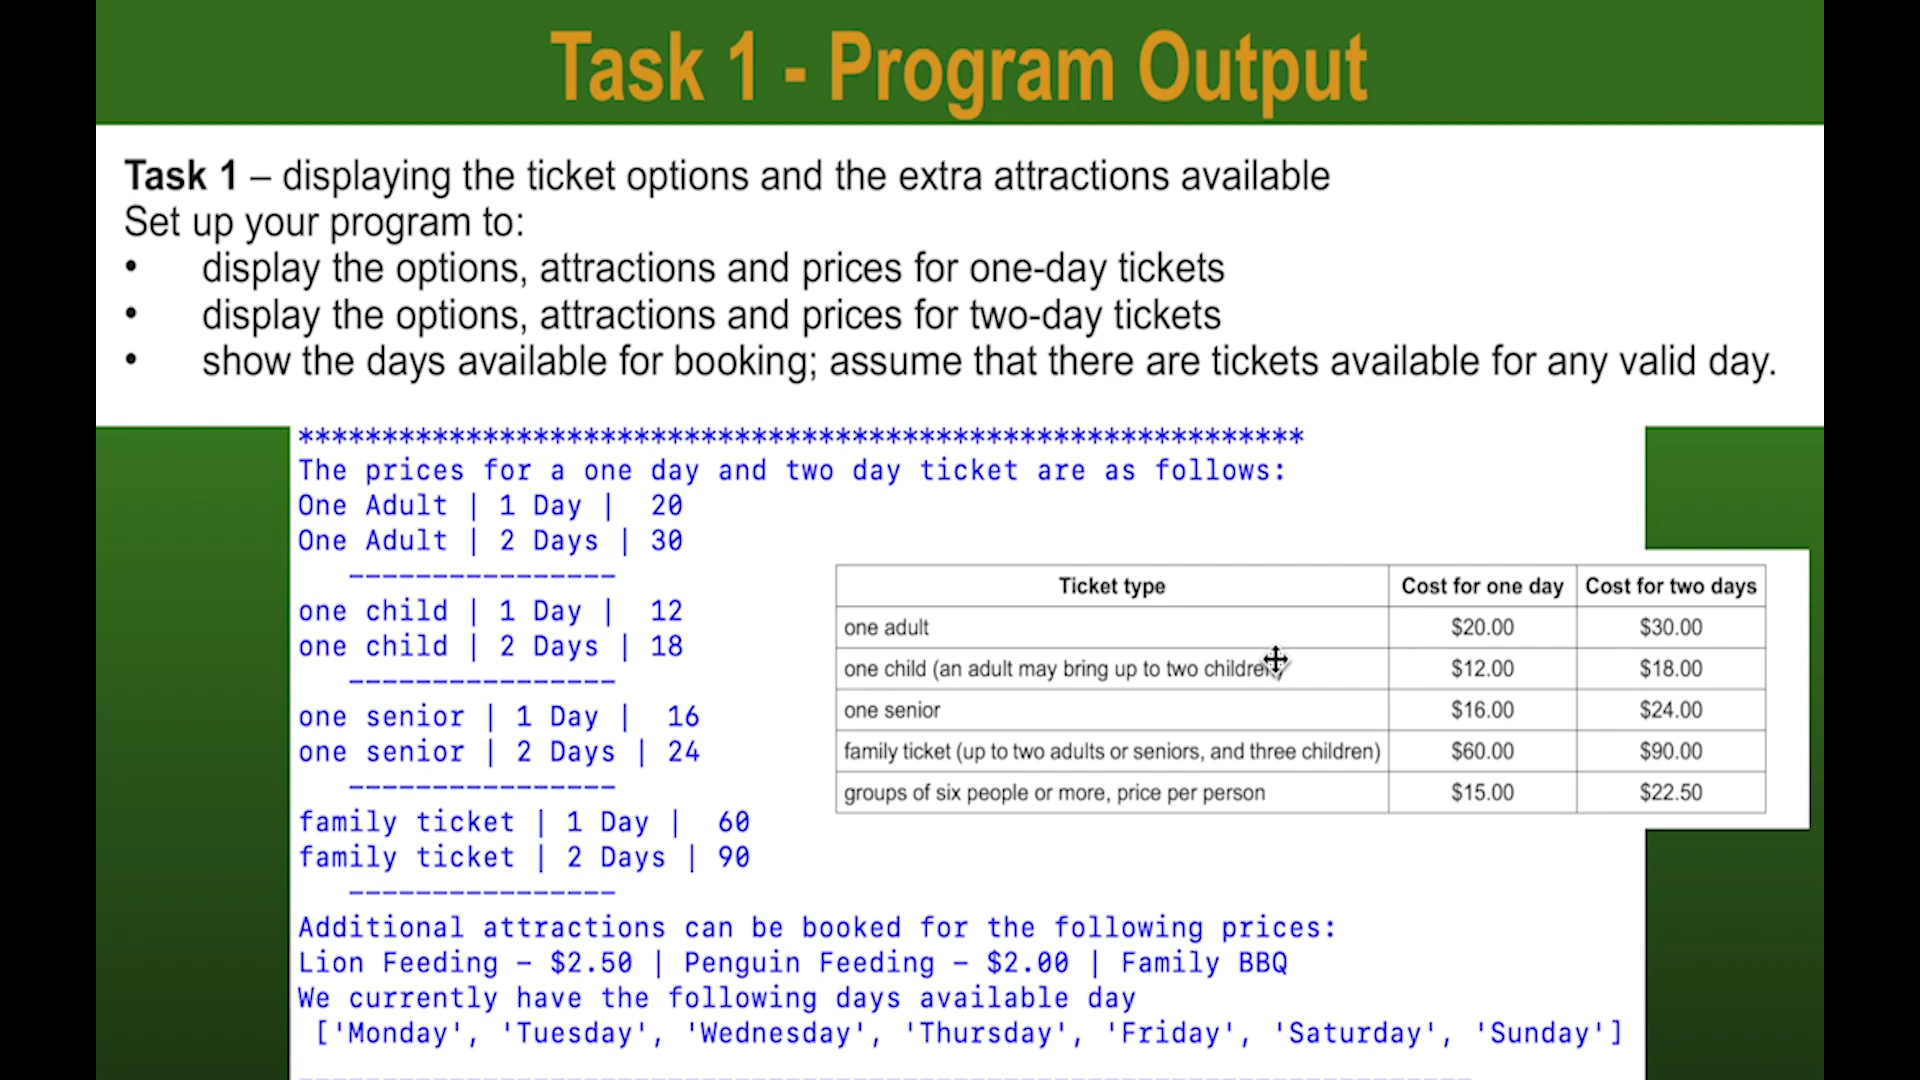 Task 1 - Program Output
Task 1 – displaying the ticket options and the extra attractions available
Set up your program to:
• display the options, attractions and prices for one-day tickets
• display the options, attractions and prices for two-day tickets
• show the days available for booking; assume that there are tickets available for any valid day.
************************************************************
The prices for a one day and two day ticket are as follows:
One Adult | 1 Day |  20
One Adult | 2 Days | 30
----------------
one child | 1 Day |  12
one child | 2 Days | 18
----------------
one senior | 1 Day |  16
one senior | 2 Days | 24
----------------
family ticket | 1 Day |  60
family ticket | 2 Days | 90
----------------
Additional attractions can be booked for the following prices:
Lion Feeding - $2.50 | Penguin Feeding - $2.00 | Family BBQ
We currently have the following days available day
['Monday', 'Tuesday', 'Wednesday', 'Thursday', 'Friday', 'Saturday', 'Sunday']
Ticket type Cost for one day Cost for two days
one adult $20.00 $30.00
one child (an adult may bring up to two children) $12.00 $18.00
one senior $16.00 $24.00
family ticket (up to two adults or seniors, and three children) $60.00 $90.00
groups of six people or more, price per person $15.00 $22.50